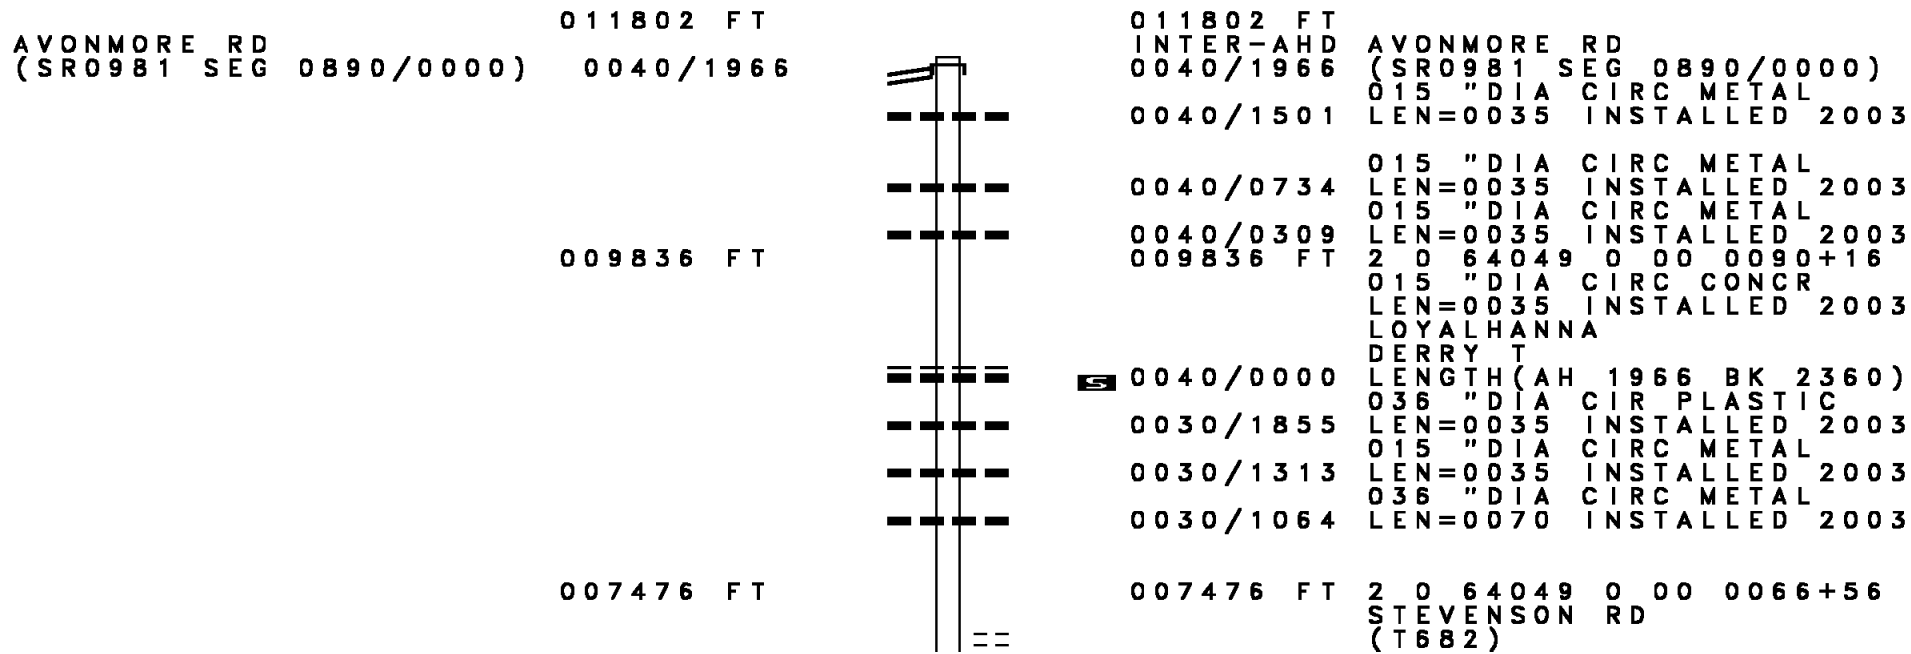 011802 FT 011802 FT
AVONMORE RD INTER-AHD AVONMORE RD
(SR0981 SEG 0890/0000) 0040/1966 0040/1966 (SR0981 SEG 0890/0000)
015 "DIA CIRC METAL
0040/1501 LEN=0035 INSTALLED 2003
015 "DIA CIRC METAL
0040/0734 LEN=0035 INSTALLED 2003
015 "DIA CIRC METAL
0040/0309 LEN=0035 INSTALLED 2003
009836 FT 009836 FT 2 0 64049 0 00 0090+16
015 "DIA CIRC CONCR
LEN=0035 INSTALLED 2003
LOYALHANNA
DERRY T
S 0040/0000 LENGTH(AH 1966 BK 2360)
036 "DIA CIR PLASTIC
0030/1855 LEN=0035 INSTALLED 2003
015 "DIA CIRC METAL
0030/1313 LEN=0035 INSTALLED 2003
036 "DIA CIRC METAL
0030/1064 LEN=0070 INSTALLED 2003
007476 FT 007476 FT 2 0 64049 0 00 0066+56
STEVENSON RD
(T682)